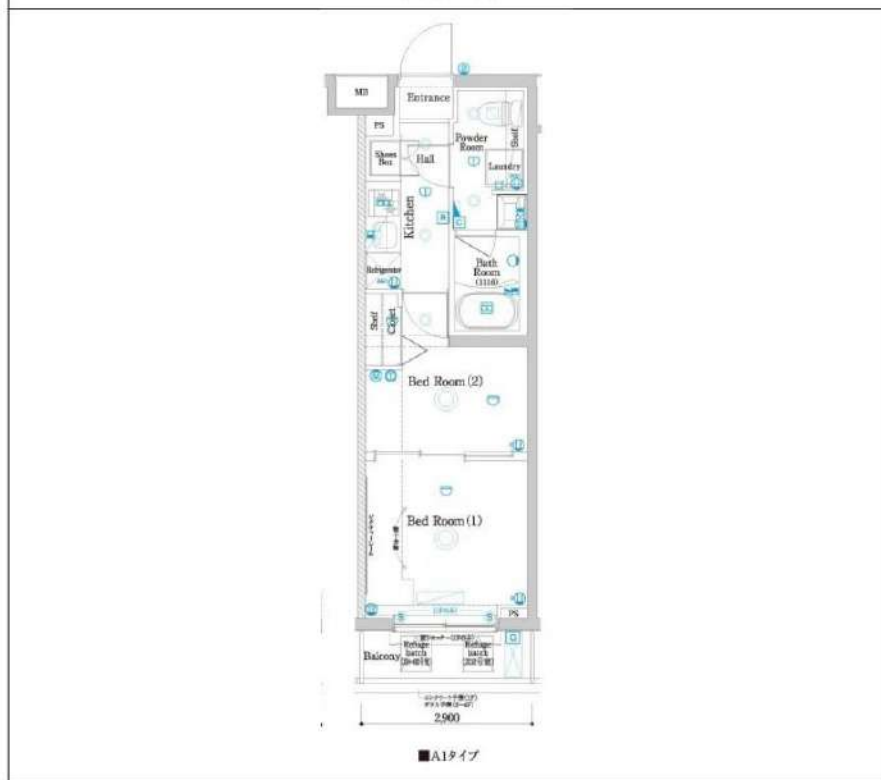 MB
Entrance
PS
Powder
Room
Shelf
Shoes
Box
Hall
Laundry
Kitchen
Refrigerator
Bath
Room
(1116)
Shelf
Closet
Bed Room (2)
Bed Room (1)
PS
Balcony
Refuge
hatch
Refuge
hatch
2,900
■A1タイプ